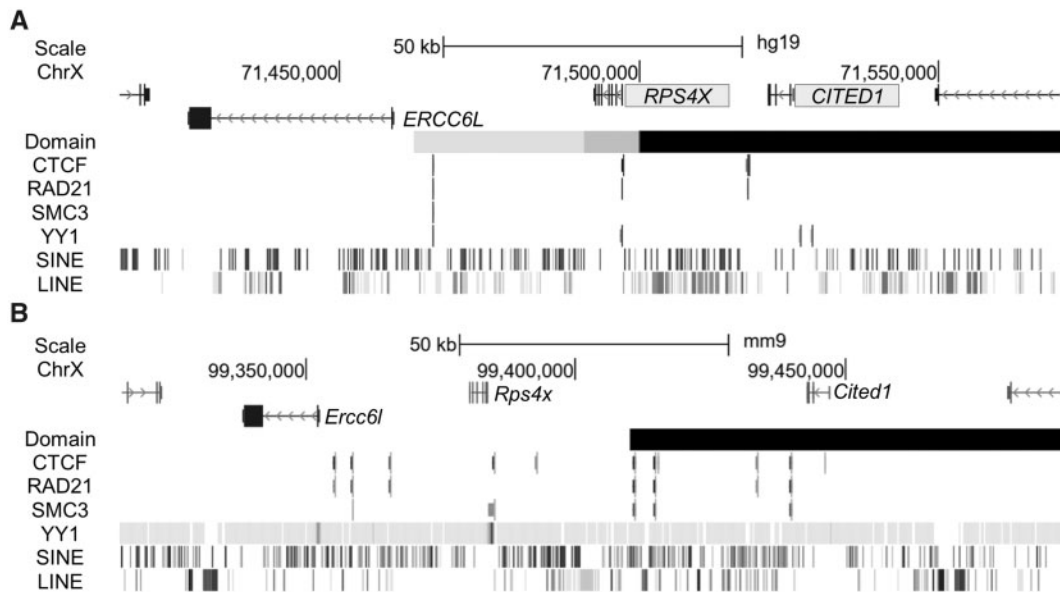 A
Scale
50 kb
hg19
ChrX
71,450,000
71,500,000
71,550,000
RPS4X
CITED1
ERCC6L
Domain
CTCF
RAD21
SMC3
YY1
SINE
LINE
B
Scale
50 kb
mm9
ChrX
99,350,000
99,400,000
99,450,000
Rps4x
Cited1
Ercc6l
Domain
CTCF
RAD21
SMC3
YY1
SINE
LINE